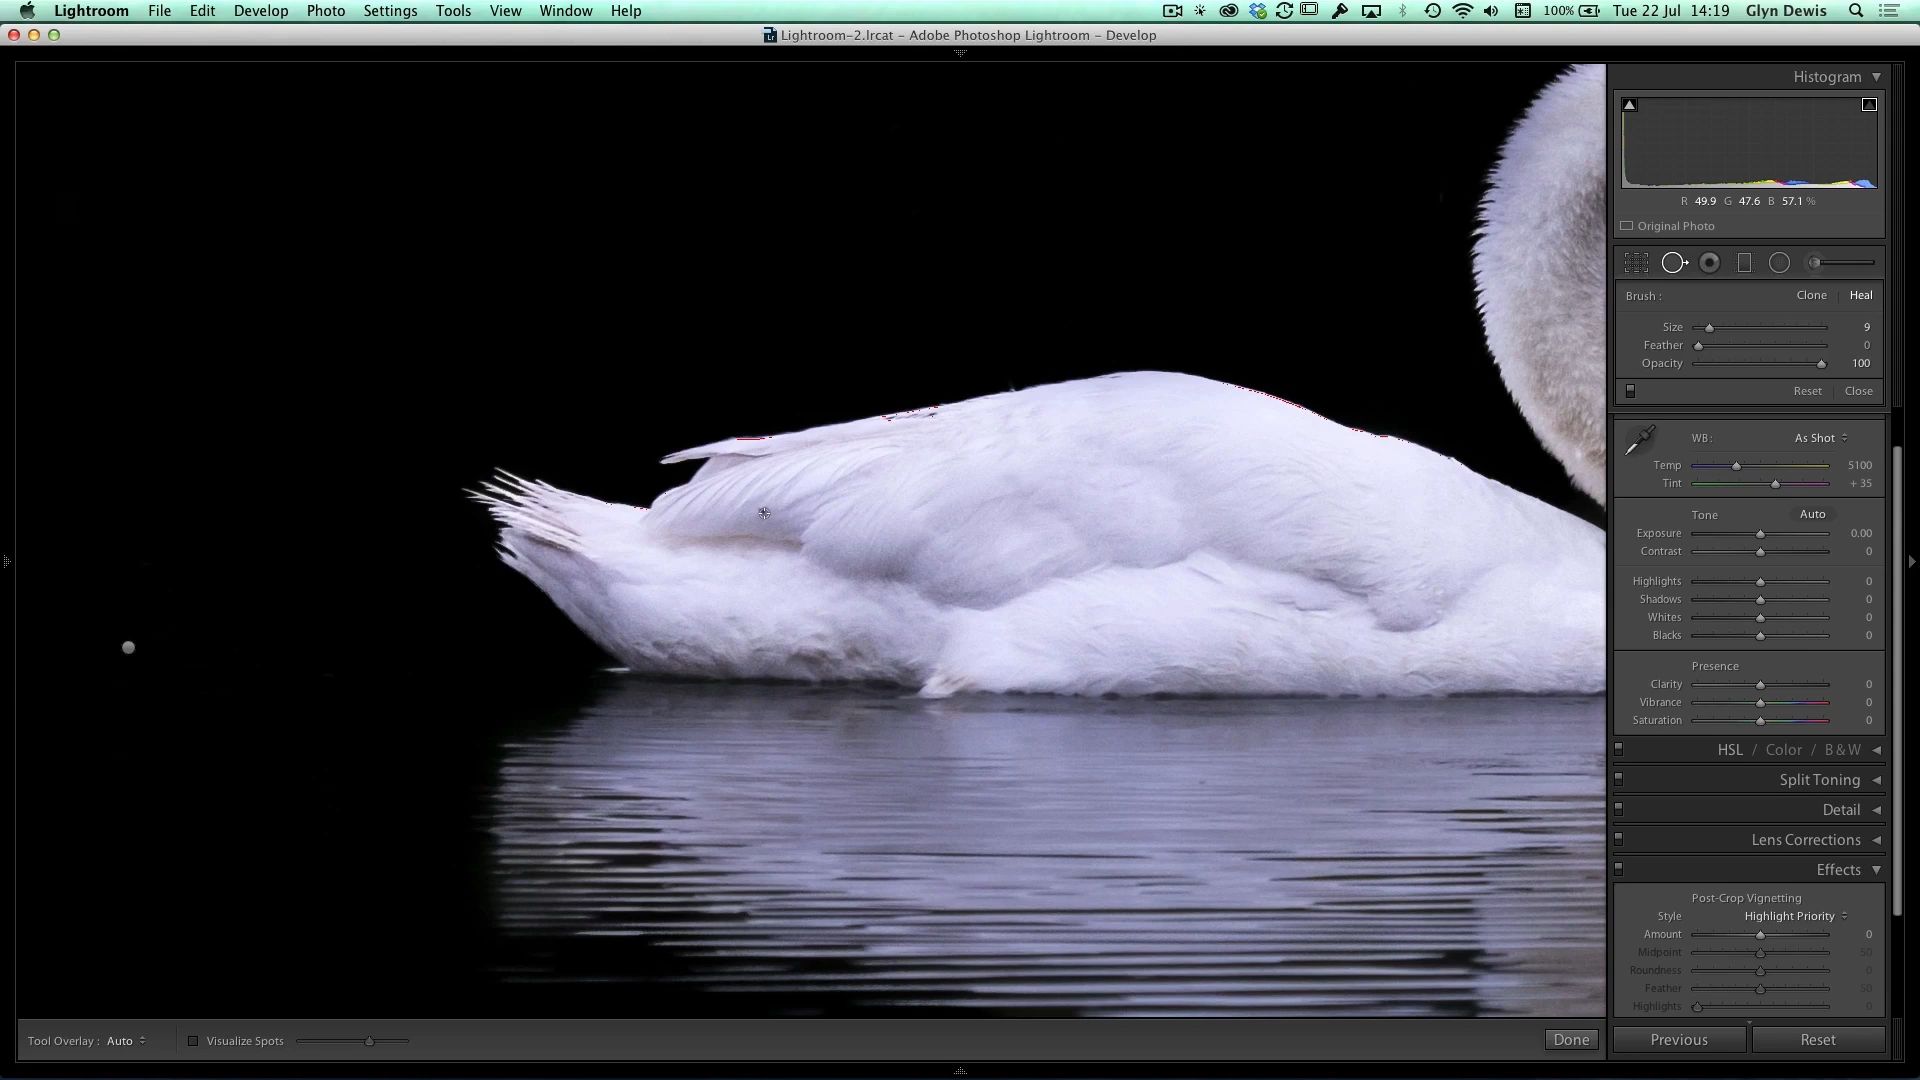 Lightroom File Edit Develop Photo Settings Tools View Window Help 100% Tue 22 Jul 14:19 Glyn Dewis
Lightroom-2.lrcat - Adobe Photoshop Lightroom - Develop
Histogram
R 49.9 G 47.6 B 57.1 %
Original Photo
Brush : Clone Heal
Size 9
Feather 0
Opacity 100
Reset Close
WB: As Shot
Temp 5100
Tint + 35
Tone Auto
Exposure 0.00
Contrast 0
Highlights 0
Shadows 0
Whites 0
Blacks 0
Presence
Clarity 0
Vibrance 0
Saturation 0
HSL / Color / B & W
Split Toning
Detail
Lens Corrections
Effects
Post-Crop Vignetting
Style Highlight Priority
Amount 0
Midpoint 50
Roundness 0
Feather 50
Highlights 0
Tool Overlay : Auto Visualize Spots Done Previous Reset